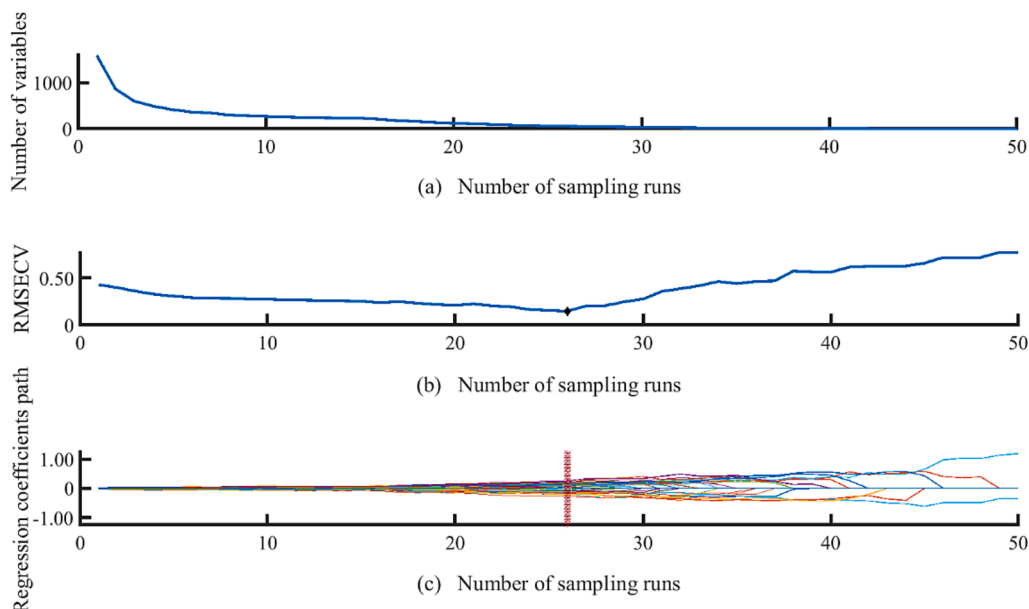 Number of variables
1000
0
0 10 20 30 40 50
(a) Number of sampling runs
RMSECV
0.50
0
0 10 20 30 40 50
(b) Number of sampling runs
Regression coefficients path
1.00
0
-1.00
0 10 20 30 40 50
(c) Number of sampling runs